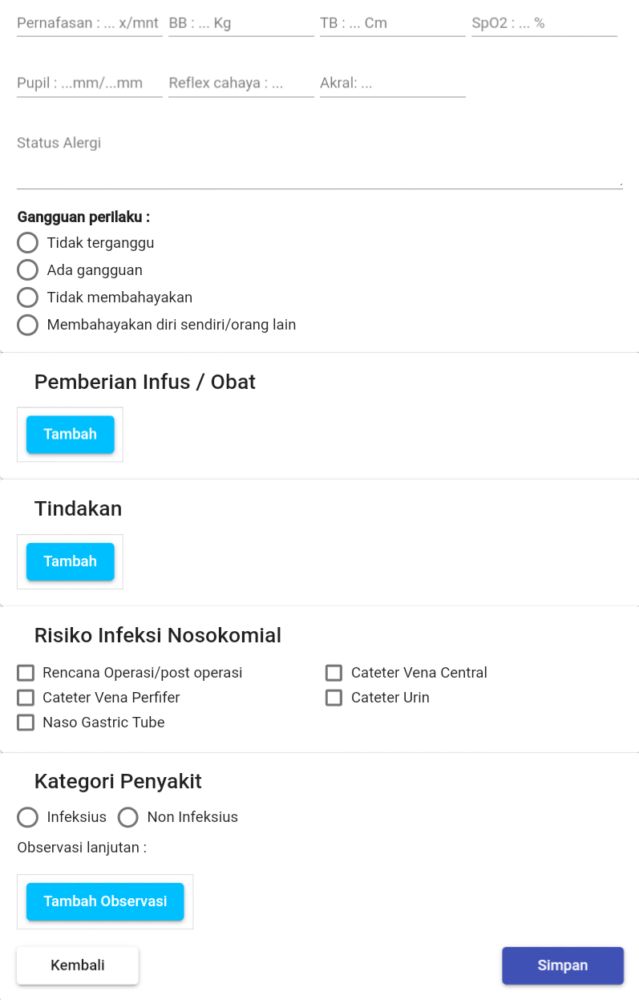 Pernafasan : ... x/mnt BB : ... Kg TB : ... Cm SpO2 : ... %
Pupil : ...mm/...mm Reflex cahaya : ... Akral: ...
Status Alergi
Gangguan perilaku :
Tidak terganggu
Ada gangguan
Tidak membahayakan
Membahayakan diri sendiri/orang lain
Pemberian Infus / Obat
Tambah
Tindakan
Tambah
Risiko Infeksi Nosokomial
Rencana Operasi/post operasi Cateter Vena Central
Cateter Vena Perfifer Cateter Urin
Naso Gastric Tube
Kategori Penyakit
Infeksius Non Infeksius
Observasi lanjutan :
Tambah Observasi
Kembali Simpan